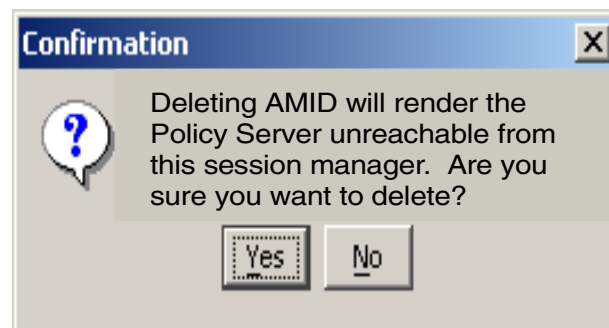 Confirmation
Deleting AMID will render the
Policy Server unreachable from
this session manager.  Are you
sure you want to delete?
Yes
No